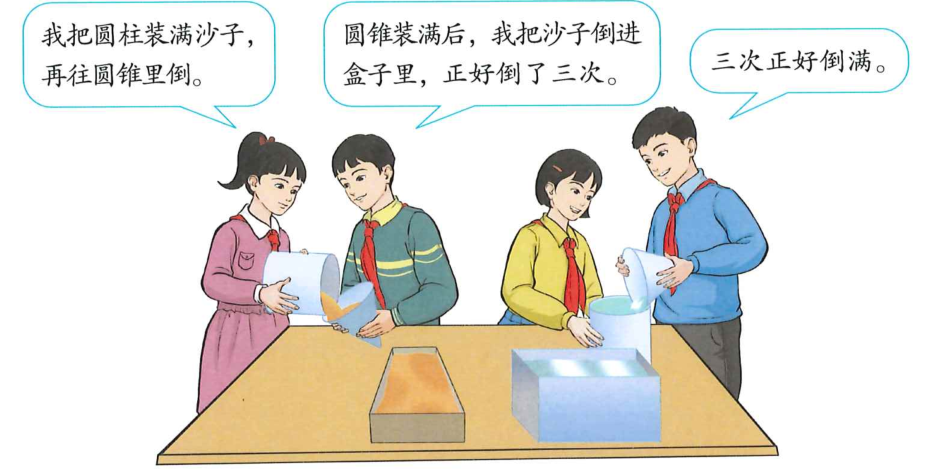 我把圆柱装满沙子，
再往圆锥里倒。
圆锥装满后，我把沙子倒进
盒子里，正好倒了三次。
三次正好倒满。